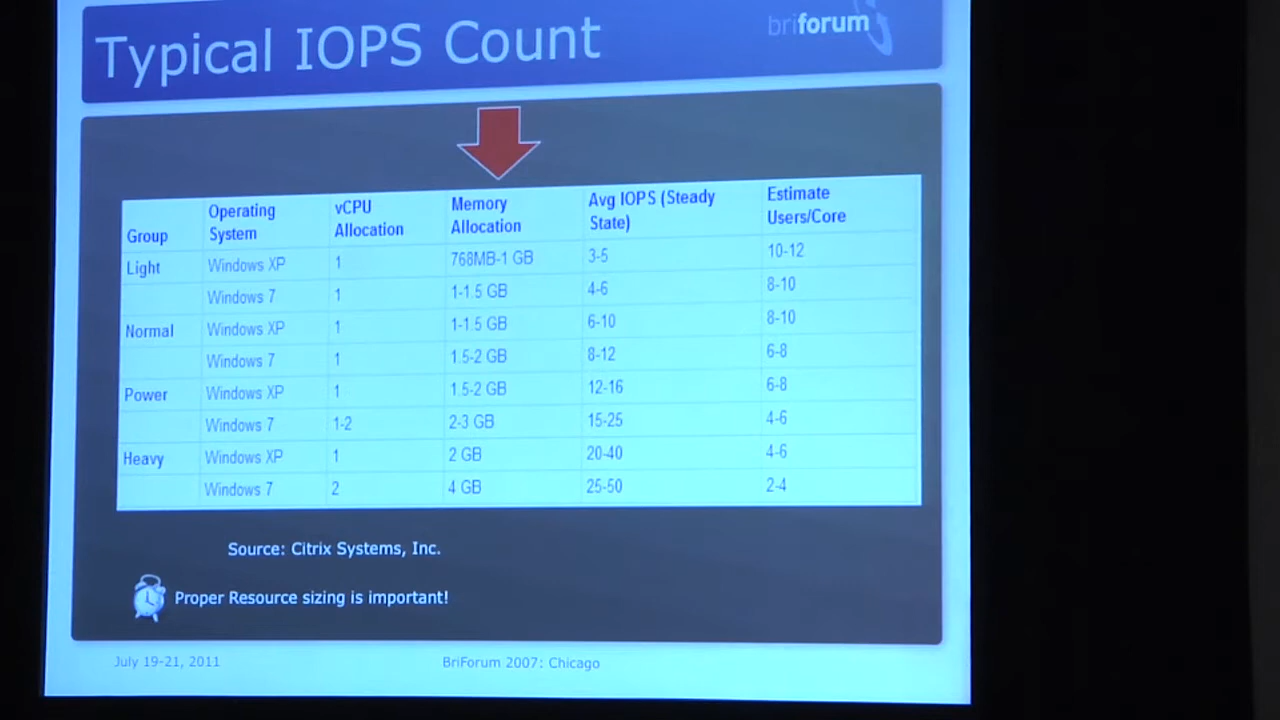 Typical IOPS Count
briforum
Group Operating System vCPU Allocation Memory Allocation Avg IOPS (Steady State) Estimate Users/Core
Light Windows XP 1 768MB-1 GB 3-5 10-12
Windows 7 1 1-1.5 GB 4-6 8-10
Normal Windows XP 1 1-1.5 GB 6-10 8-10
Windows 7 1 1.5-2 GB 8-12 6-8
Power Windows XP 1 1.5-2 GB 12-16 6-8
Windows 7 1-2 2-3 GB 15-25 4-6
Heavy Windows XP 1 2 GB 20-40 4-6
Windows 7 2 4 GB 25-50 2-4
Source: Citrix Systems, Inc.
Proper Resource sizing is important!
July 19-21, 2011 BriForum 2007: Chicago